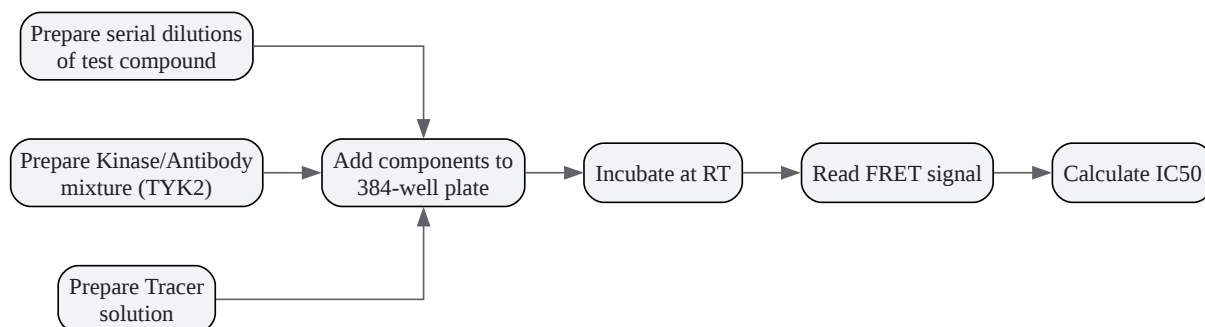 Prepare serial dilutions
of test compound
Prepare Kinase/Antibody
mixture (TYK2)
Prepare Tracer
solution
Add components to
384-well plate
Incubate at RT
Read FRET signal
Calculate IC50